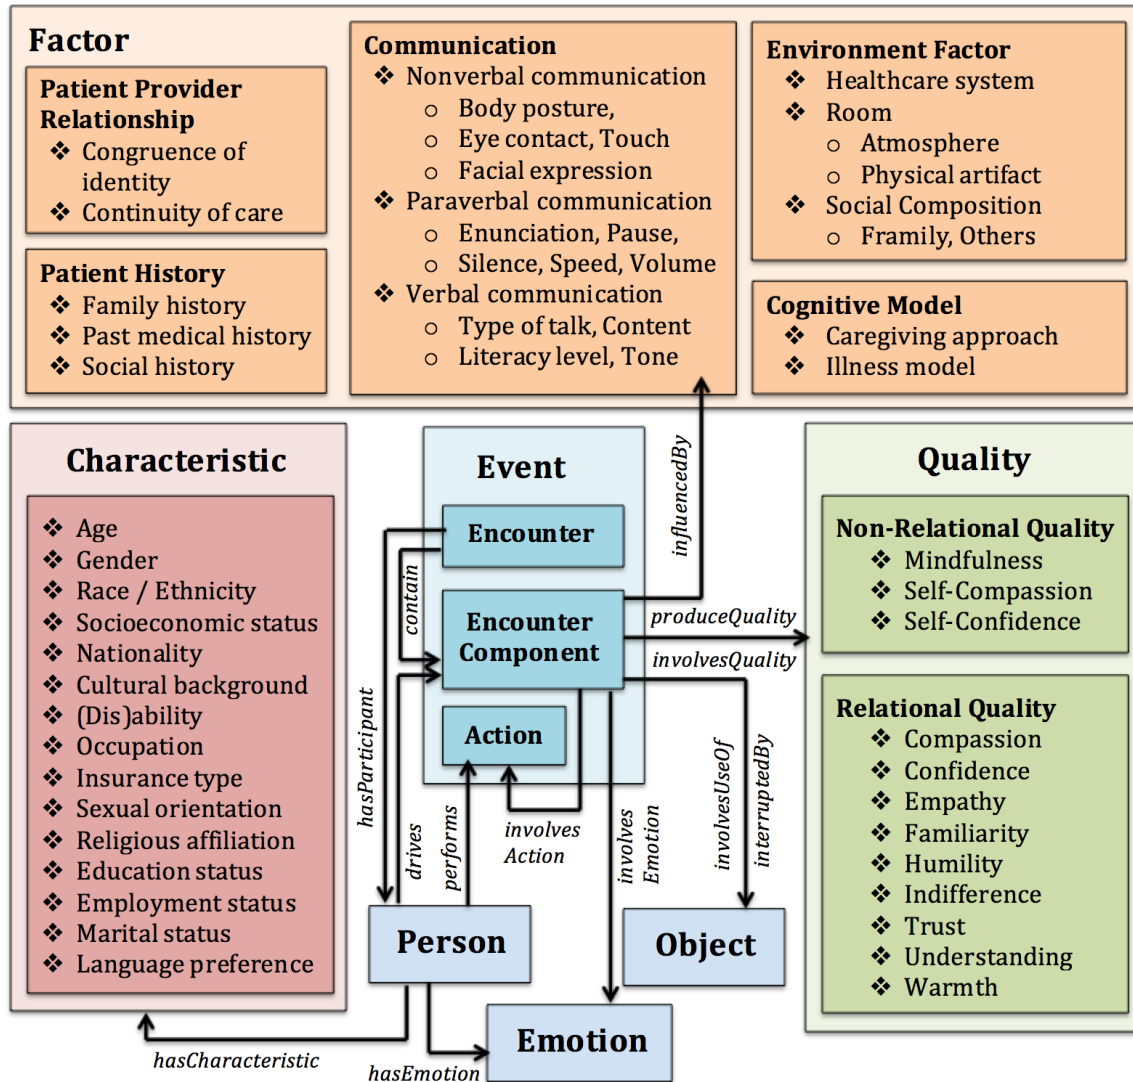 Factor
Patient Provider
Relationship
❖ Congruence of
identity
❖ Continuity of care
Patient History
❖ Family history
❖ Past medical history
❖ Social history
Communication
❖ Nonverbal communication
o Body posture,
o Eye contact, Touch
o Facial expression
❖ Paraverbal communication
o Enunciation, Pause,
o Silence, Speed, Volume
❖ Verbal communication
o Type of talk, Content
o Literacy level, Tone
Environment Factor
❖ Healthcare system
❖ Room
o Atmosphere
o Physical artifact
❖ Social Composition
o Framily, Others
Cognitive Model
❖ Caregiving approach
❖ Illness model
Characteristic
❖ Age
❖ Gender
❖ Race / Ethnicity
❖ Socioeconomic status
❖ Nationality
❖ Cultural background
❖ (Dis)ability
❖ Occupation
❖ Insurance type
❖ Sexual orientation
❖ Religious affiliation
❖ Education status
❖ Employment status
❖ Marital status
❖ Language preference
Event
Encounter
Encounter
Component
Action
contain
hasParticipant
drives
performs
involves
Action
involves
Emotion
influencedBy
produceQuality
involvesQuality
involvesUseOf
interruptedBy
Quality
Non-Relational Quality
❖ Mindfulness
❖ Self-Compassion
❖ Self-Confidence
Relational Quality
❖ Compassion
❖ Confidence
❖ Empathy
❖ Familiarity
❖ Humility
❖ Indifference
❖ Trust
❖ Understanding
❖ Warmth
Person
Object
Emotion
hasCharacteristic
hasEmotion